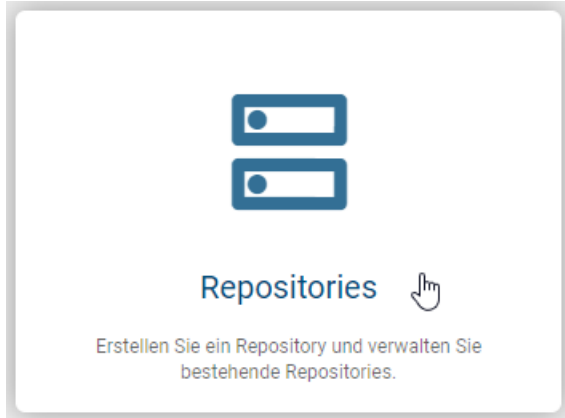 Repositories
Erstellen Sie ein Repository und verwalten Sie
bestehende Repositories.